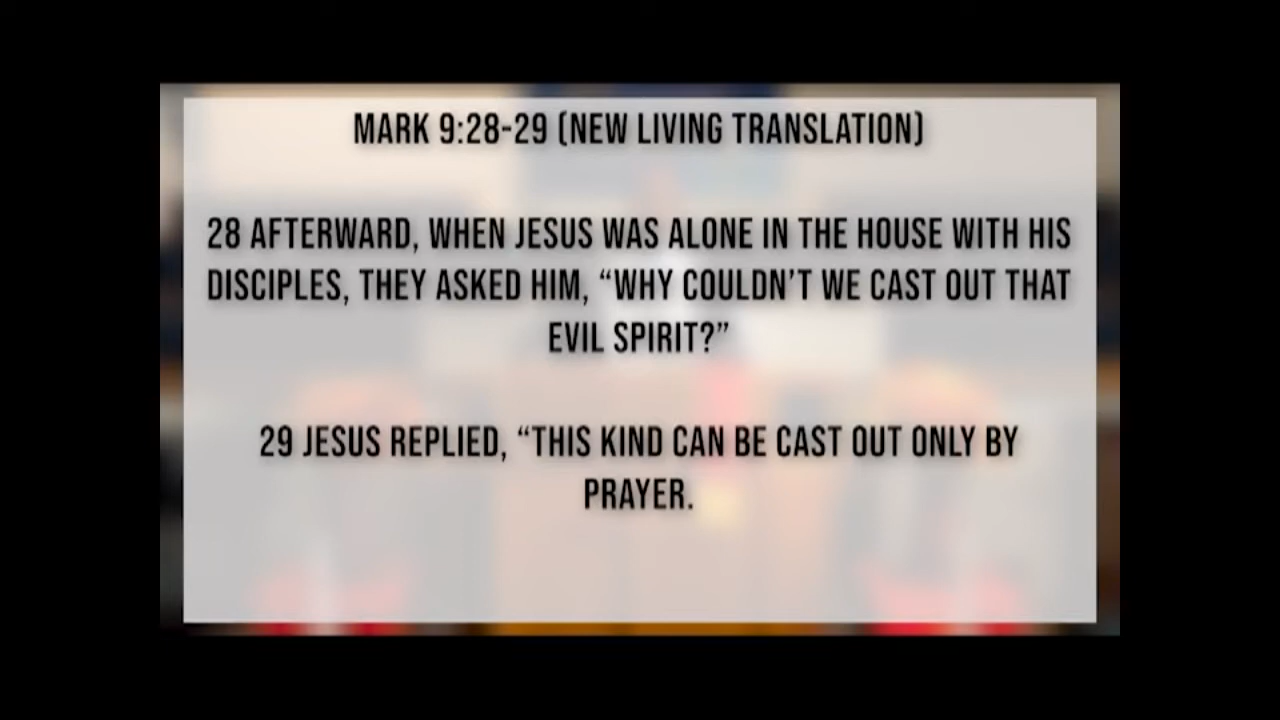 MARK 9:28-29 (NEW LIVING TRANSLATION)
28 AFTERWARD, WHEN JESUS WAS ALONE IN THE HOUSE WITH HIS
DISCIPLES, THEY ASKED HIM, “WHY COULDN’T WE CAST OUT THAT
EVIL SPIRIT?”
29 JESUS REPLIED, “THIS KIND CAN BE CAST OUT ONLY BY
PRAYER.